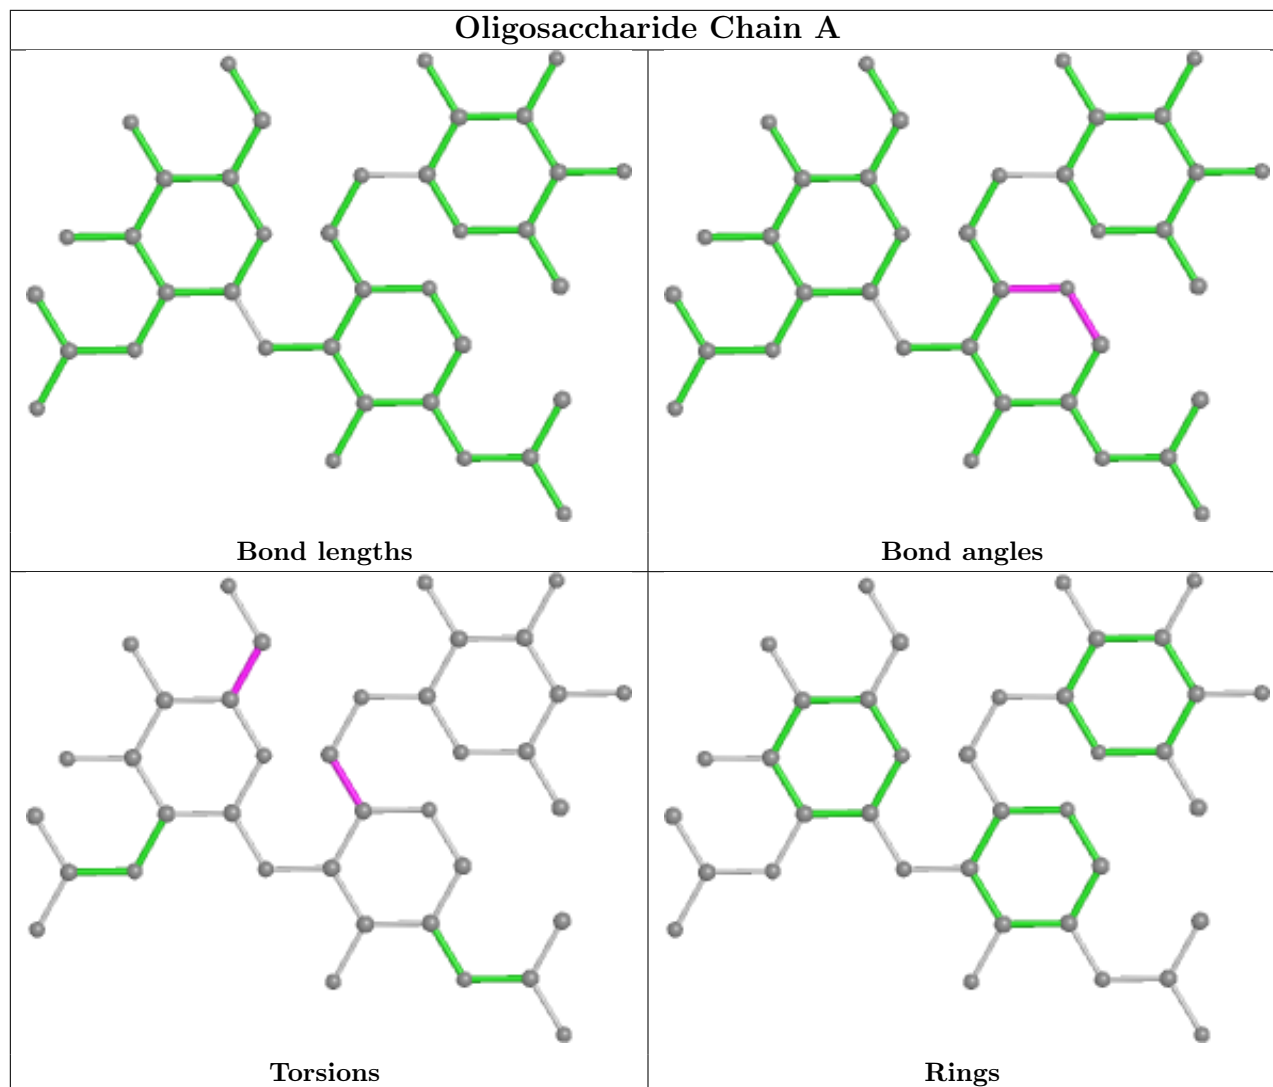 Oligosaccharide Chain A
Bond lengths
Bond angles
Torsions
Rings